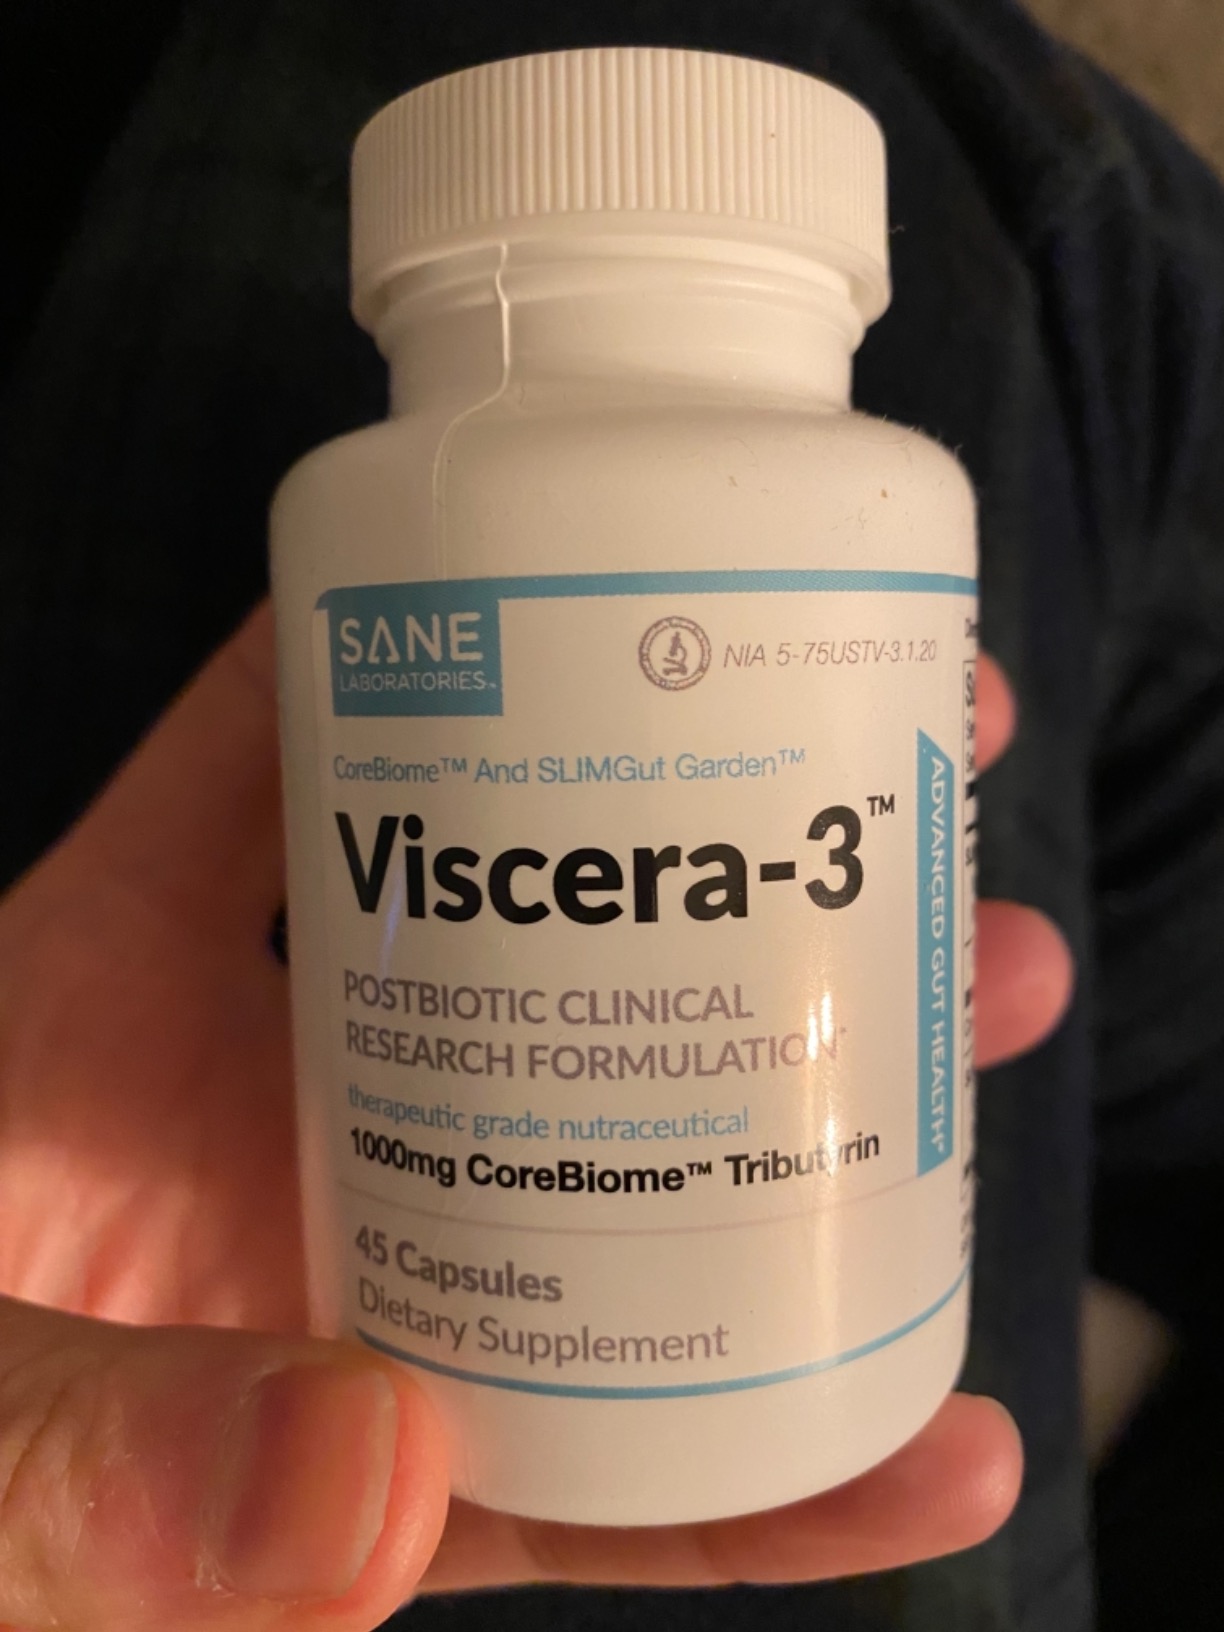 SANE
LABORATORIES™
NIA 5-75USTV-3.1.20
CoreBiome™ And SLIMGut Garden™
Viscera-3™
POSTBIOTIC CLINICAL
RESEARCH FORMULATION*
therapeutic grade nutraceutical
1000mg CoreBiome™ Tributyrin
45 Capsules
Dietary Supplement
ADVANCED GUT HEALTH*